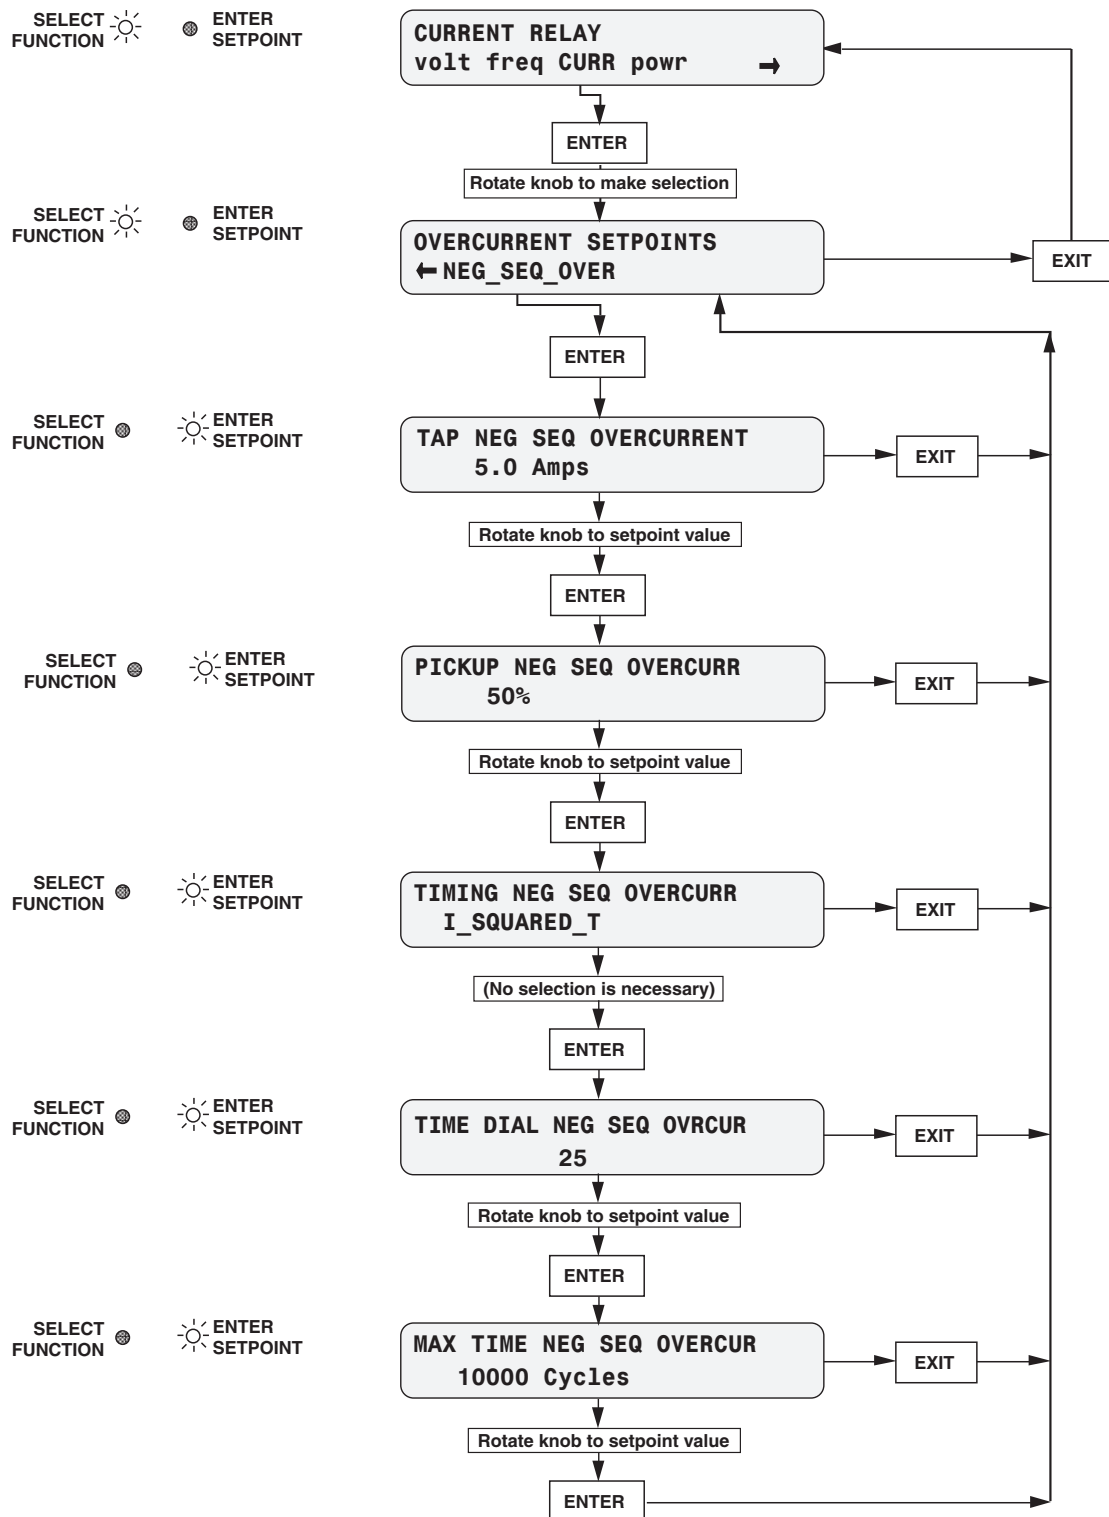 SELECT
FUNCTION
ENTER
SETPOINT
CURRENT RELAY
volt freq CURR powr →
ENTER
Rotate knob to make selection
SELECT
FUNCTION
ENTER
SETPOINT
OVERCURRENT SETPOINTS
← NEG_SEQ_OVER
EXIT
ENTER
SELECT
FUNCTION
ENTER
SETPOINT
TAP NEG SEQ OVERCURRENT
5.0 Amps
EXIT
Rotate knob to setpoint value
ENTER
SELECT
FUNCTION
ENTER
SETPOINT
PICKUP NEG SEQ OVERCURR
50%
EXIT
Rotate knob to setpoint value
ENTER
SELECT
FUNCTION
ENTER
SETPOINT
TIMING NEG SEQ OVERCURR
I_SQUARED_T
EXIT
(No selection is necessary)
ENTER
SELECT
FUNCTION
ENTER
SETPOINT
TIME DIAL NEG SEQ OVRCUR
25
EXIT
Rotate knob to setpoint value
ENTER
SELECT
FUNCTION
ENTER
SETPOINT
MAX TIME NEG SEQ OVERCUR
10000 Cycles
EXIT
Rotate knob to setpoint value
ENTER